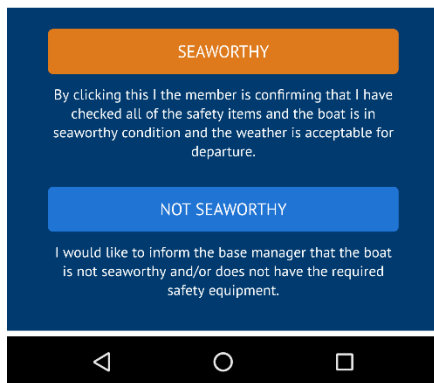 SEAWORTHY
By clicking this I the member is confirming that I have
checked all of the safety items and the boat is in
seaworthy condition and the weather is acceptable for
departure.
NOT SEAWORTHY
I would like to inform the base manager that the boat
is not seaworthy and/or does not have the required
safety equipment.